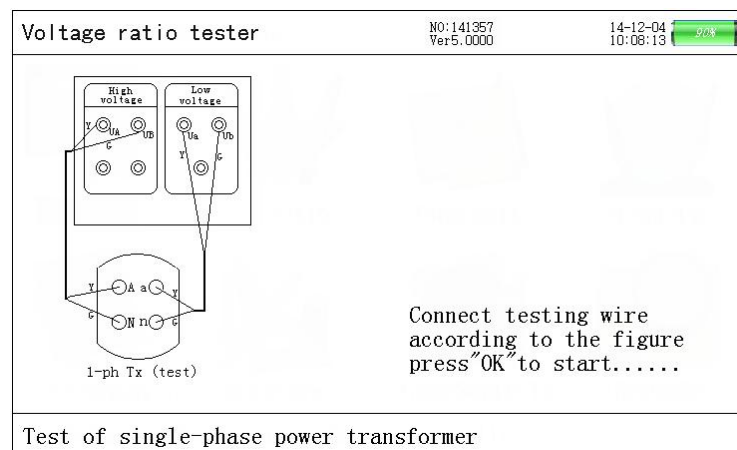 Voltage ratio tester
NO:141357
Ver5.0000
14-12-04
10:08:13
90%
High
voltage
Low
voltage
Y UA UB
G
Ua Ub
Y G
Y A a Y
G N n G
1-ph Tx (test)
Connect testing wire
according to the figure
press"OK"to start......
Test of single-phase power transformer